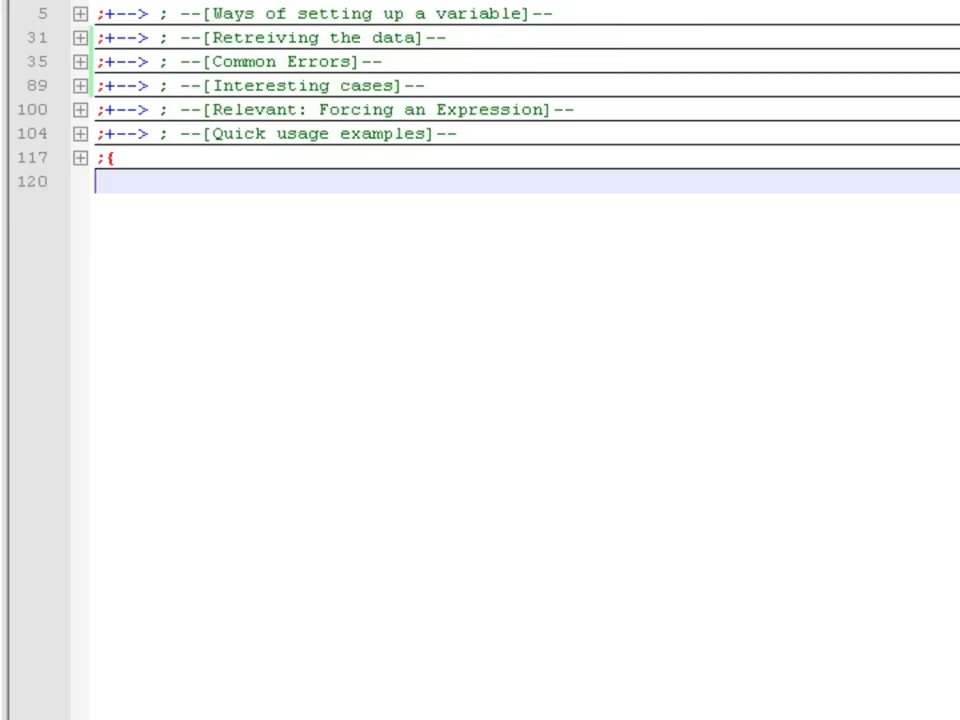 5 ;+--> ; --[Ways of setting up a variable]--
31 ;+--> ; --[Retreiving the data]--
35 ;+--> ; --[Common Errors]--
89 ;+--> ; --[Interesting cases]--
100 ;+--> ; --[Relevant: Forcing an Expression]--
104 ;+--> ; --[Quick usage examples]--
117 ;{
120